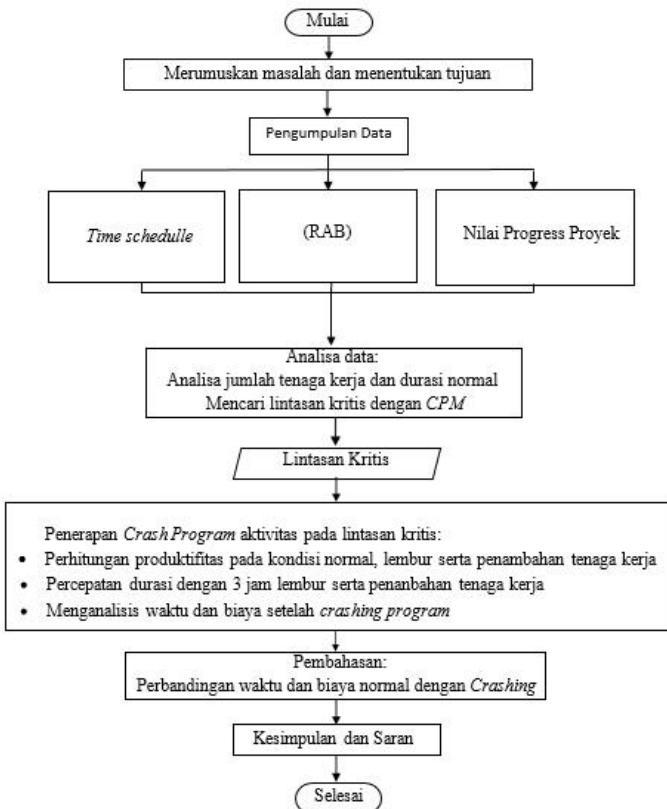 Mulai
Merumuskan masalah dan menentukan tujuan
Pengumpulan Data
Time schedulle
(RAB)
Nilai Progress Proyek
Analisa data:
Analisa jumlah tenaga kerja dan durasi normal
Mencari lintasan kritis dengan CPM
Lintasan Kritis
Penerapan Crash Program aktivitas pada lintasan kritis:
• Perhitungan produktifitas pada kondisi normal, lembur serta penambahan tenaga kerja
• Percepatan durasi dengan 3 jam lembur serta penanbahan tenaga kerja
• Menganalisis waktu dan biaya setelah crashing program
Pembahasan:
Perbandingan waktu dan biaya normal dengan Crashing
Kesimpulan dan Saran
Selesai